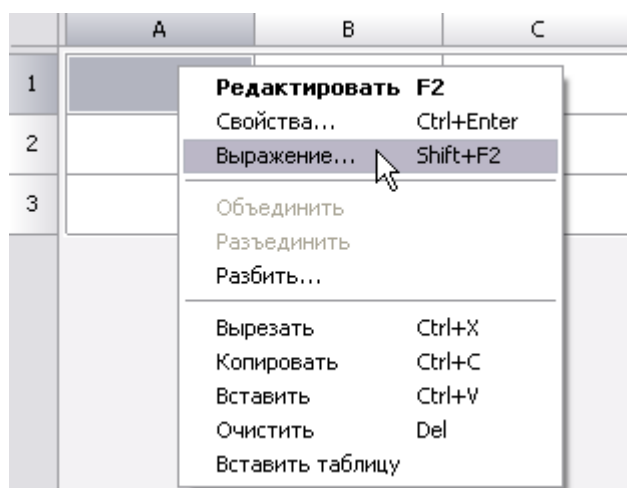 A B C
1
2
3
Редактировать F2
Свойства... Ctrl+Enter
Выражение... Shift+F2
Объединить
Разъединить
Разбить...
Вырезать Ctrl+X
Копировать Ctrl+C
Вставить Ctrl+V
Очистить Del
Вставить таблицу